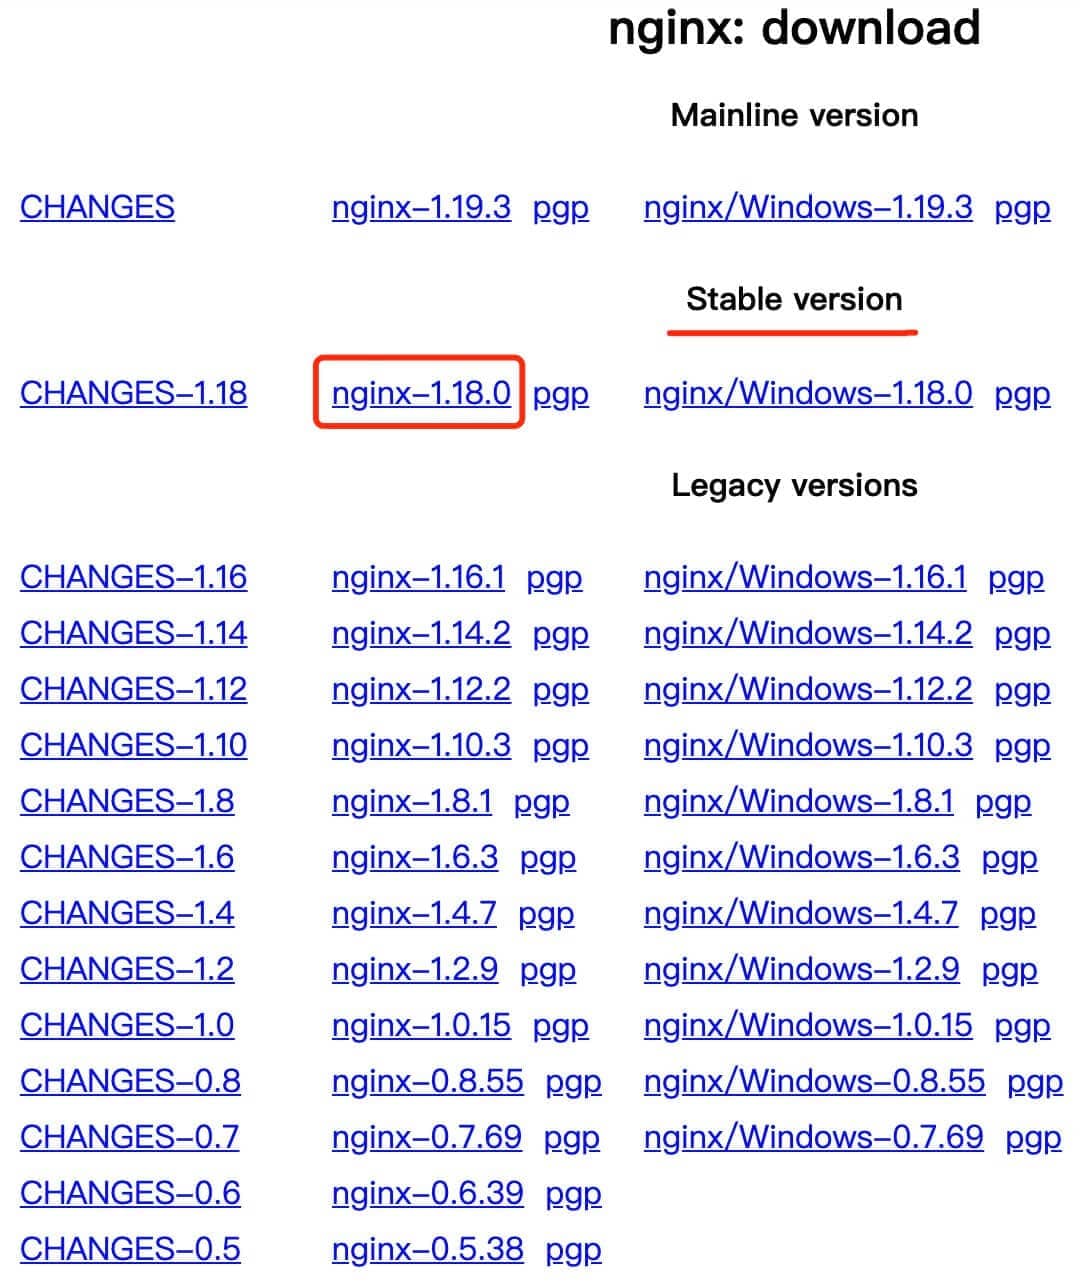 nginx: download
Mainline version
CHANGES nginx–1.19.3 pgp nginx/Windows–1.19.3 pgp
Stable version
CHANGES–1.18 nginx–1.18.0 pgp nginx/Windows–1.18.0 pgp
Legacy versions
CHANGES–1.16 nginx–1.16.1 pgp nginx/Windows–1.16.1 pgp
CHANGES–1.14 nginx–1.14.2 pgp nginx/Windows–1.14.2 pgp
CHANGES–1.12 nginx–1.12.2 pgp nginx/Windows–1.12.2 pgp
CHANGES–1.10 nginx–1.10.3 pgp nginx/Windows–1.10.3 pgp
CHANGES–1.8 nginx–1.8.1 pgp nginx/Windows–1.8.1 pgp
CHANGES–1.6 nginx–1.6.3 pgp nginx/Windows–1.6.3 pgp
CHANGES–1.4 nginx–1.4.7 pgp nginx/Windows–1.4.7 pgp
CHANGES–1.2 nginx–1.2.9 pgp nginx/Windows–1.2.9 pgp
CHANGES–1.0 nginx–1.0.15 pgp nginx/Windows–1.0.15 pgp
CHANGES–0.8 nginx–0.8.55 pgp nginx/Windows–0.8.55 pgp
CHANGES–0.7 nginx–0.7.69 pgp nginx/Windows–0.7.69 pgp
CHANGES–0.6 nginx–0.6.39 pgp
CHANGES–0.5 nginx–0.5.38 pgp